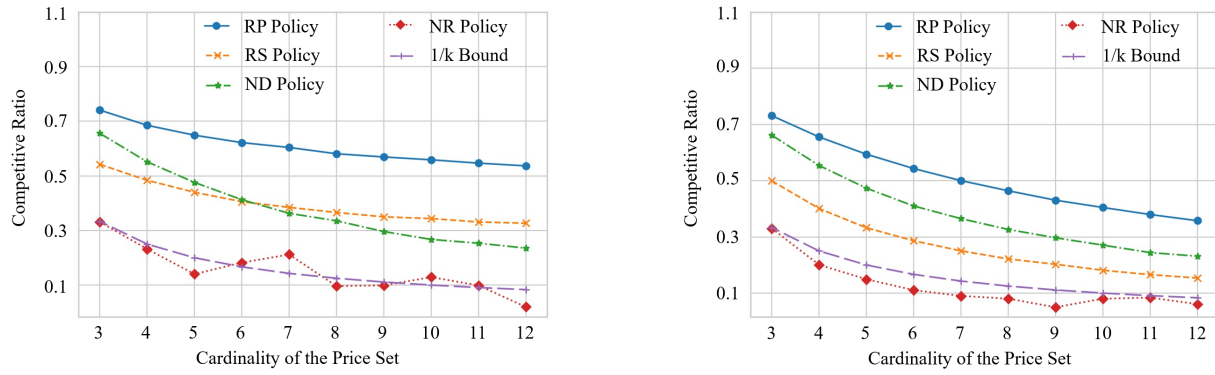 1.1
0.9
0.7
0.5
0.3
0.1
Competitive Ratio
RP Policy
RS Policy
ND Policy
NR Policy
1/k Bound
3 4 5 6 7 8 9 10 11 12
Cardinality of the Price Set
1.1
0.9
0.7
0.5
0.3
0.1
Competitive Ratio
RP Policy
RS Policy
ND Policy
NR Policy
1/k Bound
3 4 5 6 7 8 9 10 11 12
Cardinality of the Price Set